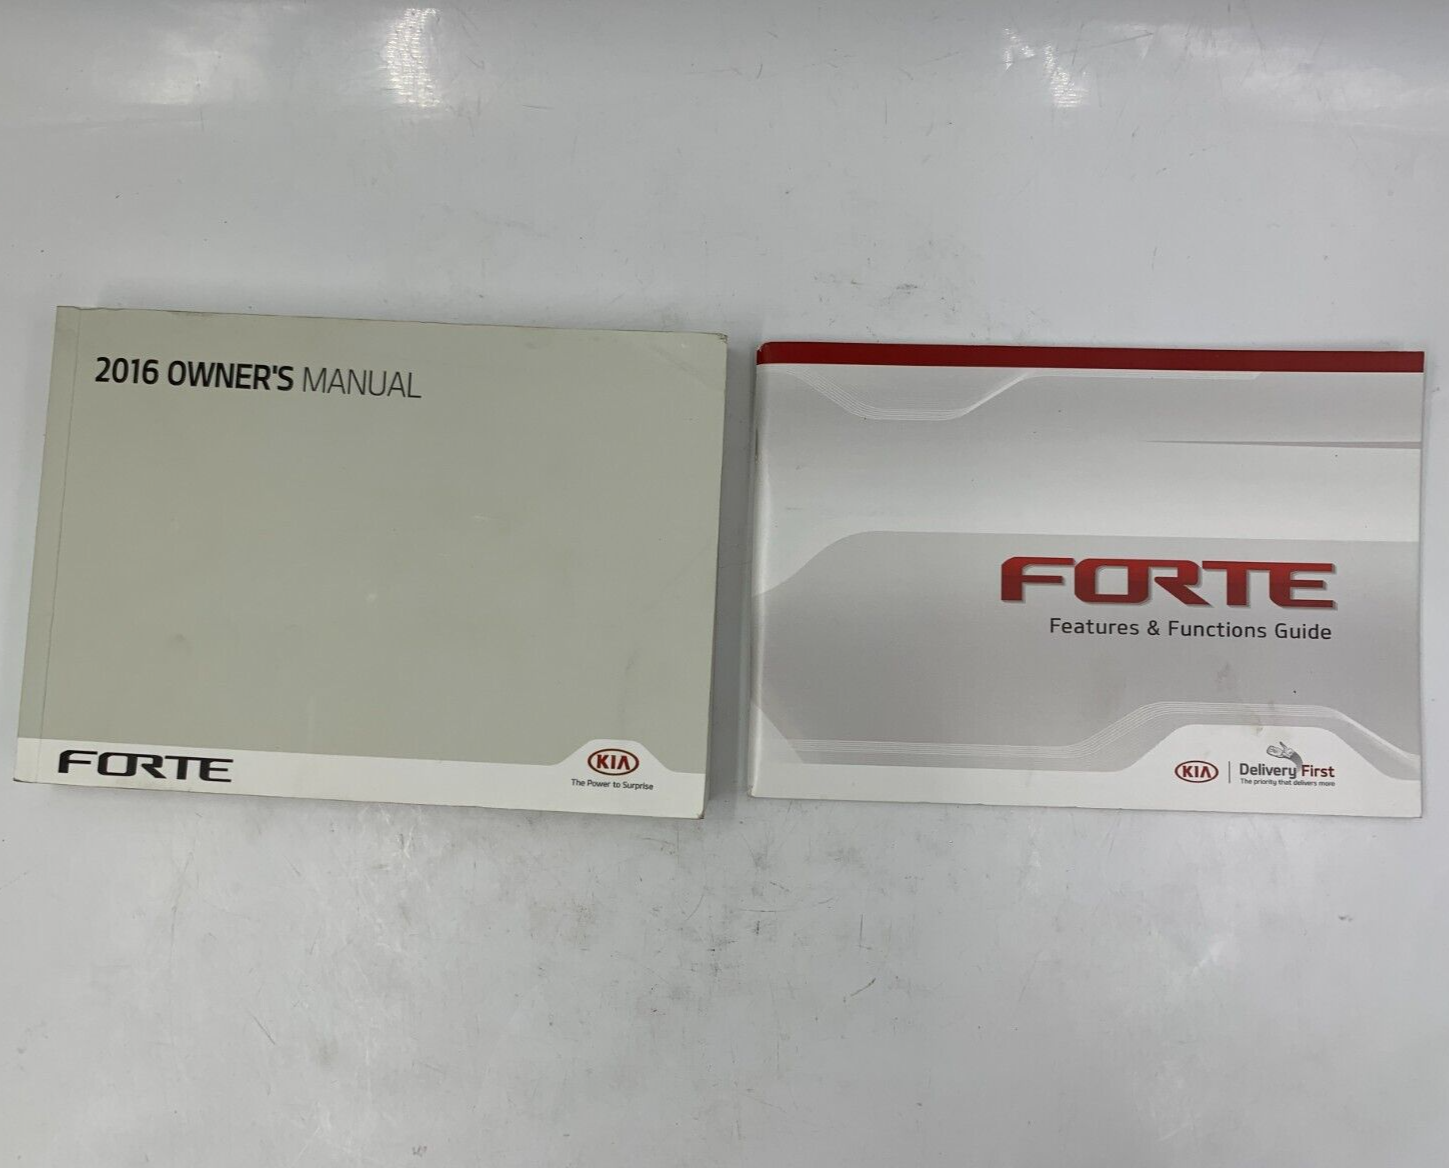 2016 OWNER'S MANUAL
FORTE
KIA
The Power to Surprise
FORTE
Features & Functions Guide
KIA
Delivery First
The priority that delivers more